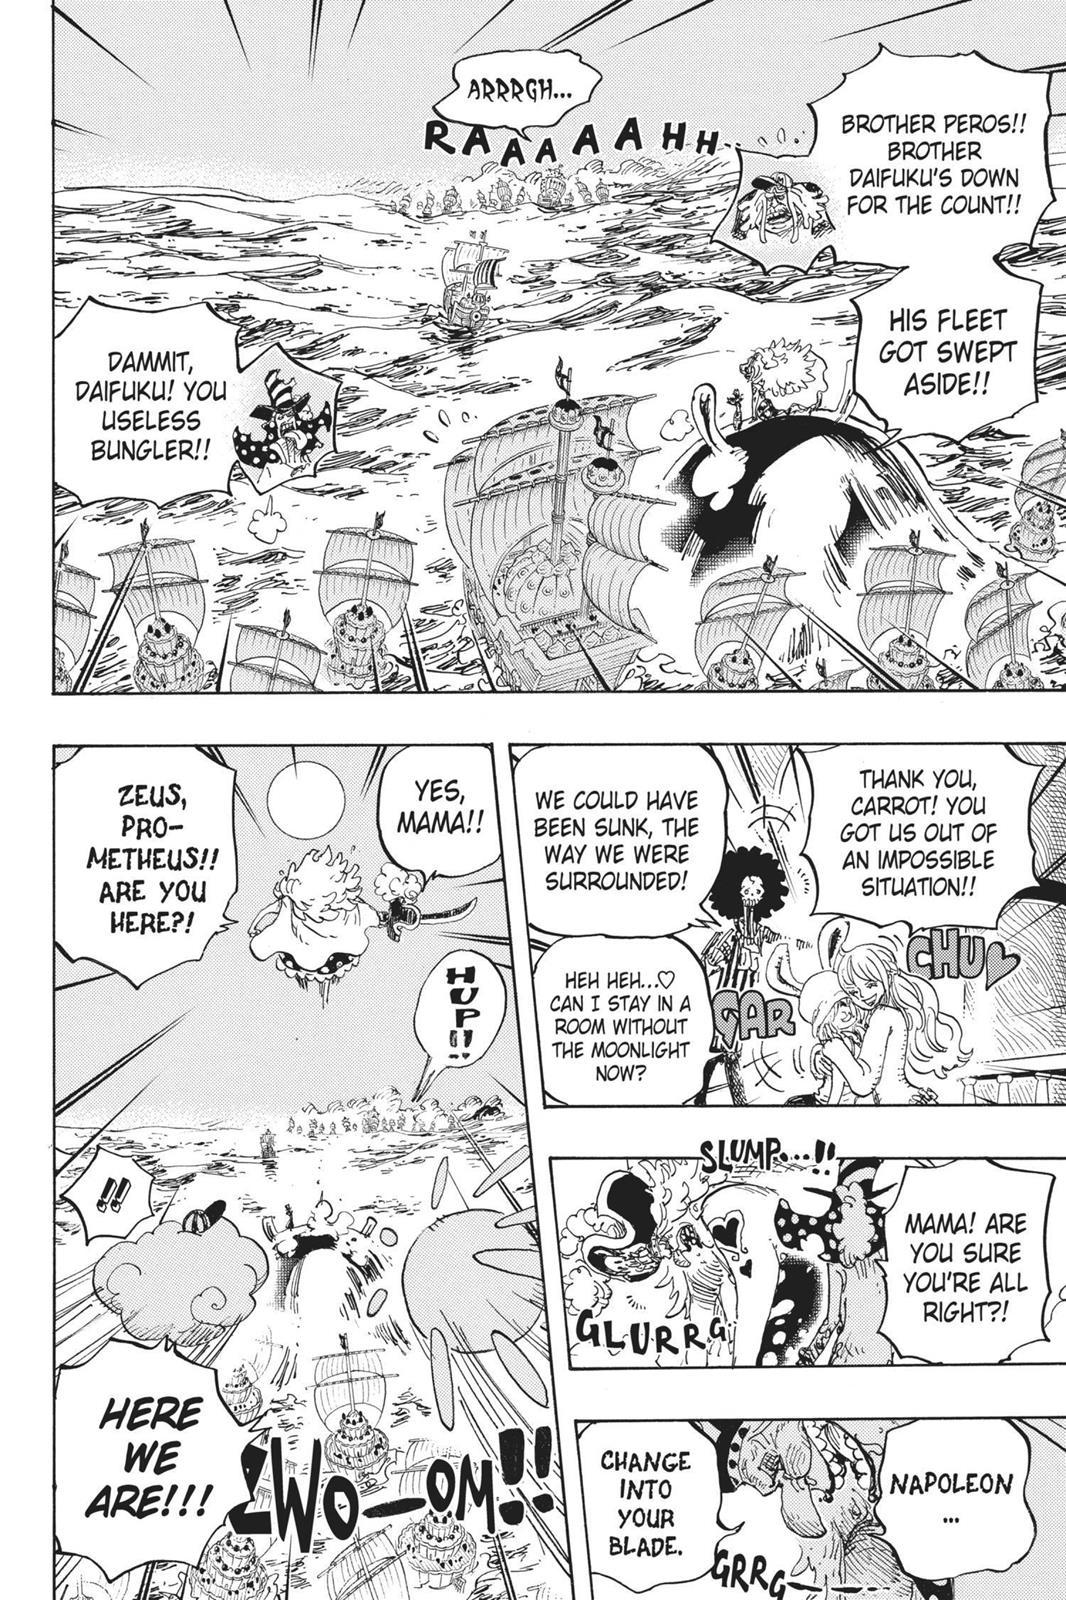 ARRRGH...
RAAAAAAHH..
BROTHER PEROS!!
BROTHER
DAIFUKU'S DOWN
FOR THE COUNT!!
HIS FLEET
GOT SWEPT
ASIDE!!
DAMMIT,
DAIFUKU! YOU
USELESS
BUNGLER!!
THANK YOU,
CARROT! YOU
GOT US OUT OF
AN IMPOSSIBLE
SITUATION!!
WE COULD HAVE
BEEN SUNK, THE
WAY WE WERE
SURROUNDED!
CHU♥
GAR
HEH HEH...♡
CAN I STAY IN A
ROOM WITHOUT
THE MOONLIGHT
NOW?
SLUMP....!!
MAMA! ARE
YOU SURE
YOU'RE ALL
RIGHT?!
GLURRG
NAPOLEON
...
CHANGE
INTO
YOUR
BLADE.
GRRG
YES,
MAMA!!
ZEUS,
PRO-
METHEUS!!
ARE YOU
HERE?!
HUP!!
!!
HERE
WE
ARE!!!
ZWO—OM!!